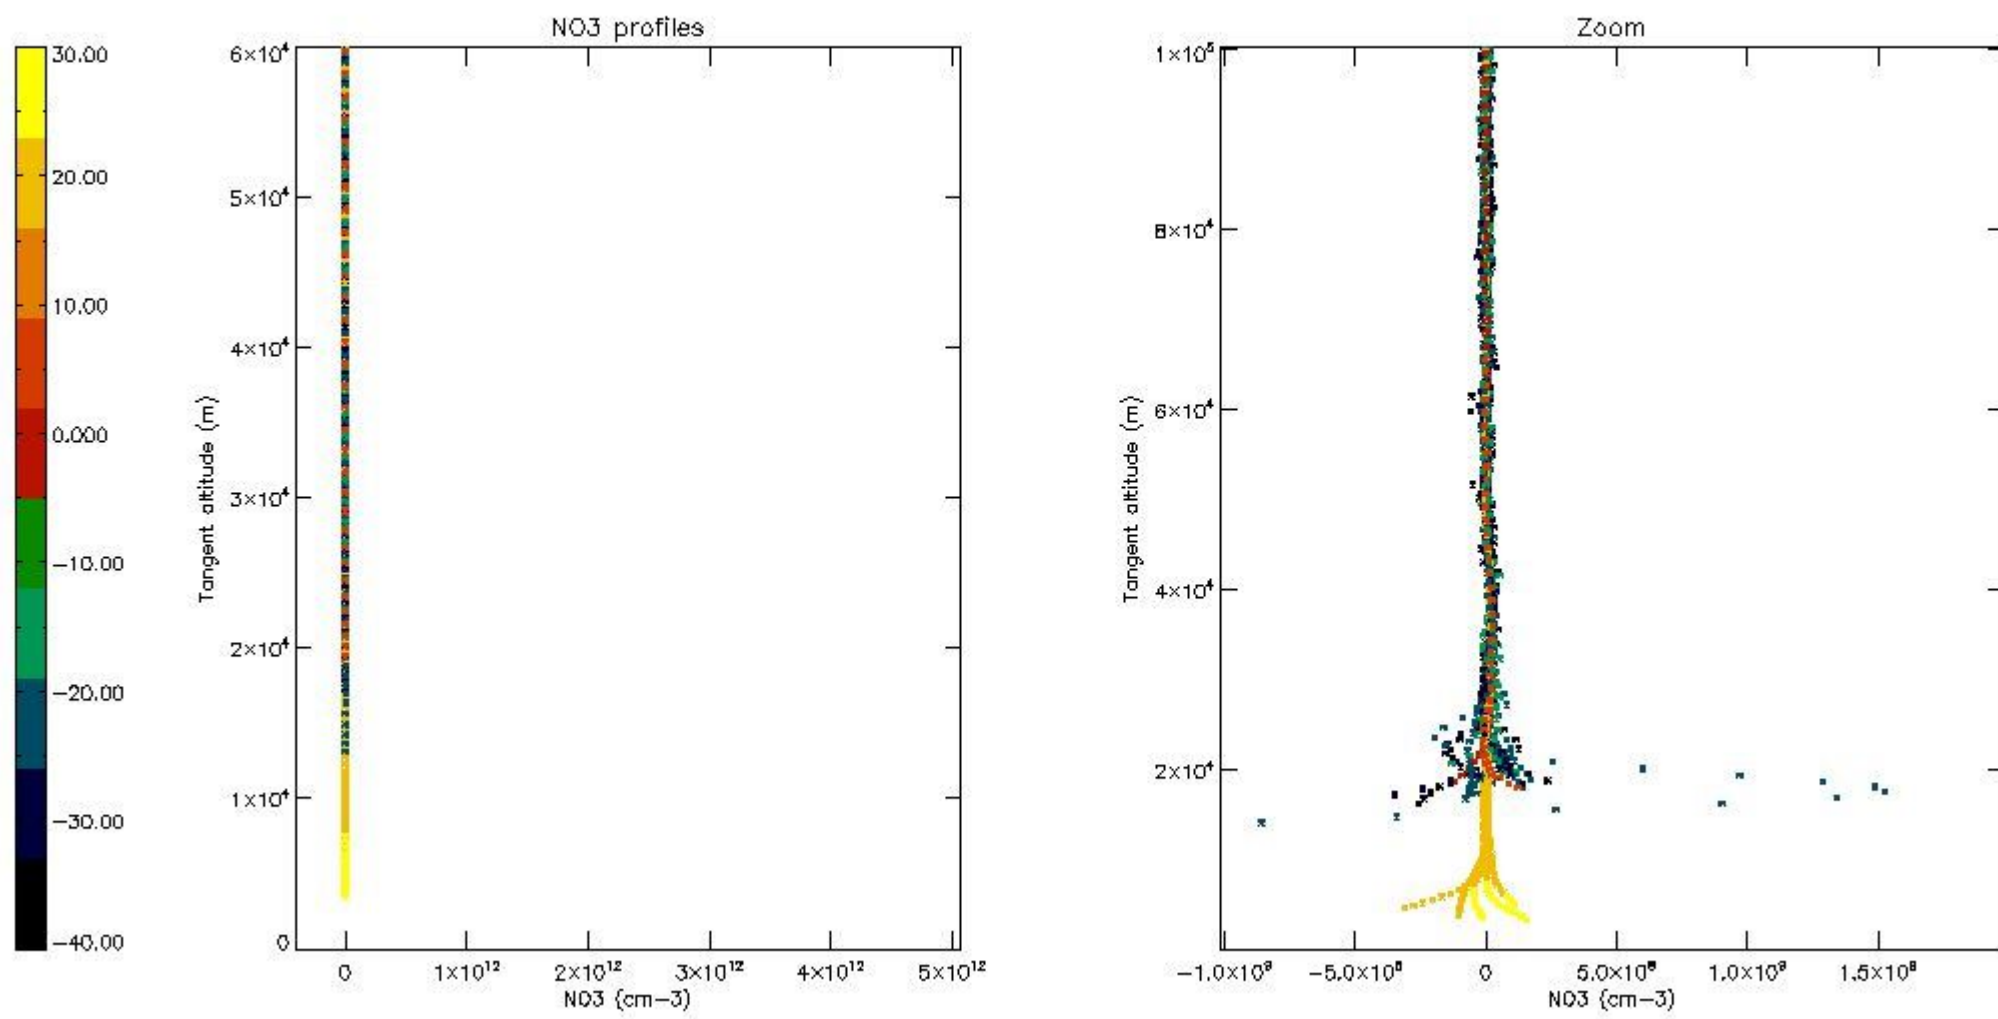 NO3 profiles
30.00
20.00
10.00
0.000
−10.00
−20.00
−30.00
−40.00
Tangent altitude (m)
6×10⁴
5×10⁴
4×10⁴
3×10⁴
2×10⁴
1×10⁴
0
0 1×10¹² 2×10¹² 3×10¹² 4×10¹² 5×10¹²
NO3 (cm−3)
Zoom
Tangent altitude (m)
1×10⁵
8×10⁴
6×10⁴
4×10⁴
2×10⁴
−1.0×10⁹ −5.0×10⁸ 0 5.0×10⁸ 1.0×10⁹ 1.5×10⁹
NO3 (cm−3)